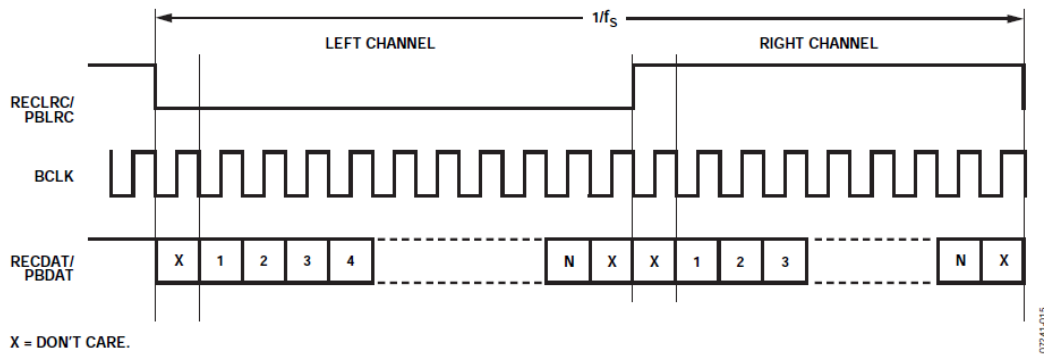 1/fS
LEFT CHANNEL
RIGHT CHANNEL
RECLRC/
PBLRC
BCLK
RECDAT/
PBDAT
X 1 2 3 4 N X X 1 2 3 N X
X = DON'T CARE.
07241-015